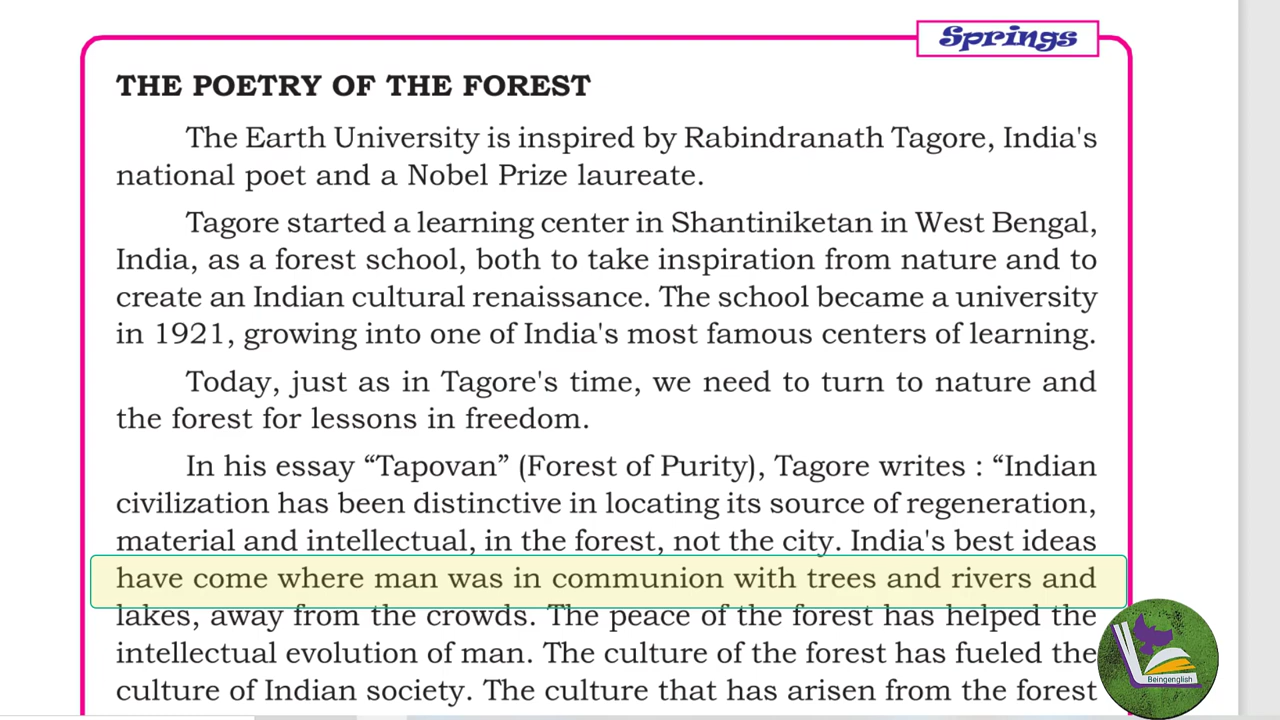 Springs
THE POETRY OF THE FOREST
The Earth University is inspired by Rabindranath Tagore, India's
national poet and a Nobel Prize laureate.
Tagore started a learning center in Shantiniketan in West Bengal,
India, as a forest school, both to take inspiration from nature and to
create an Indian cultural renaissance. The school became a university
in 1921, growing into one of India's most famous centers of learning.
Today, just as in Tagore's time, we need to turn to nature and
the forest for lessons in freedom.
In his essay “Tapovan” (Forest of Purity), Tagore writes : “Indian
civilization has been distinctive in locating its source of regeneration,
material and intellectual, in the forest, not the city. India's best ideas
have come where man was in communion with trees and rivers and
lakes, away from the crowds. The peace of the forest has helped the
intellectual evolution of man. The culture of the forest has fueled the
culture of Indian society. The culture that has arisen from the forest
Beingenglish